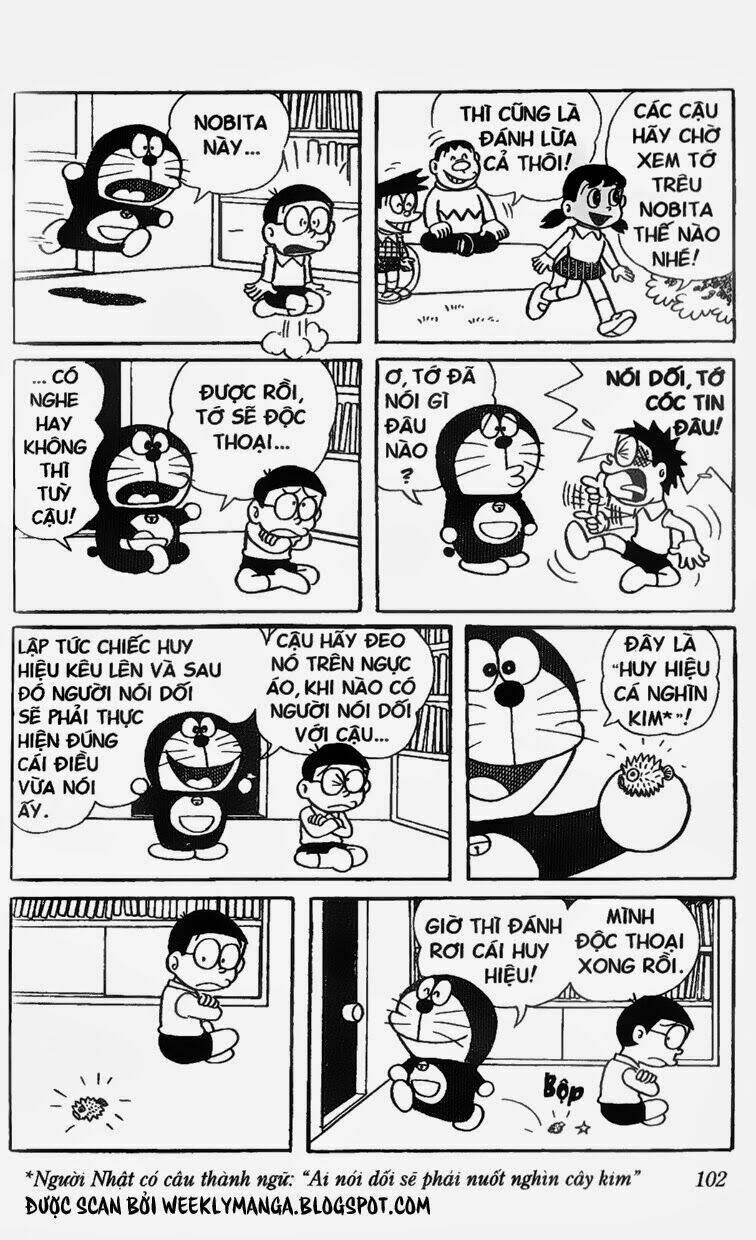 CÁC CẬU
HÃY CHỜ
XEM TỚ
TRÊU
NOBITA
THẾ NÀO
NHÉ!
THÌ CŨNG LÀ
ĐÁNH LỪA
CẢ THÔI!
NOBITA
NÀY...
NÓI DỐI, TỚ
CÓC TIN
ĐÂU!
Ơ, TỚ ĐÃ
NÓI GÌ
ĐÂU
NÀO
?
ĐƯỢC RỒI,
TỚ SẼ ĐỘC
THOẠI...
... CÓ
NGHE
HAY
KHÔNG
THÌ
TUỲ
CẬU!
ĐÂY LÀ
"HUY HIỆU
CÁ NGHÌN
KIM*"!
CẬU HÃY ĐEO
NÓ TRÊN NGỰC
ÁO, KHI NÀO CÓ
NGƯỜI NÓI DỐI
VỚI CẬU...
LẬP TỨC CHIẾC HUY
HIỆU KÊU LÊN VÀ SAU
ĐÓ NGƯỜI NÓI DỐI
SẼ PHẢI THỰC
HIỆN ĐÚNG
CÁI ĐIỀU
VỪA NÓI
ẤY.
MÌNH
ĐỘC THOẠI
XONG RỒI.
GIỜ THÌ ĐÁNH
RƠI CÁI HUY
HIỆU!
Bộp
*Người Nhật có câu thành ngữ: "Ai nói dối sẽ phải nuốt nghìn cây kim"
102
ĐƯỢC SCAN BỞI WEEKLYMANGA.BLOGSPOT.COM